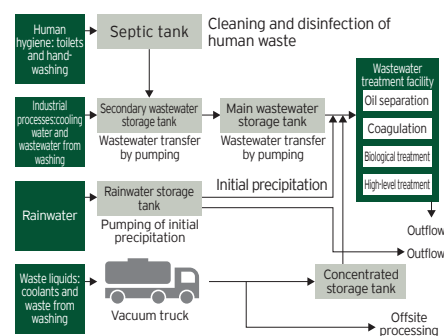 Human
hygiene: toilets
and hand-
washing
Septic tank
Cleaning and disinfection of
human waste
Industrial
processes:cooling
water and
wastewater from
washing
Secondary wastewater
storage tank
Wastewater transfer
by pumping
Main wastewater
storage tank
Wastewater transfer
by pumping
Wastewater
treatment facility
Oil separation
Coagulation
Biological treatment
High-level treatment
Outflow
Rainwater
Rainwater storage
tank
Pumping of initial
precipitation
Initial precipitation
Outflow
Waste liquids:
coolants and
waste from
washing
Vacuum truck
Concentrated
storage tank
Offsite
processing